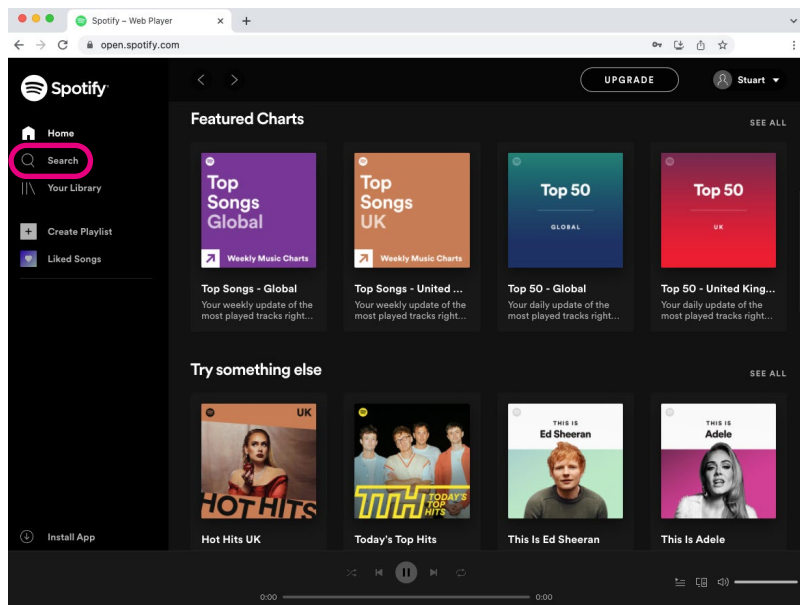 Spotify – Web Player
open.spotify.com
Spotify
UPGRADE
Stuart
Home
Search
Your Library
Create Playlist
Liked Songs
Install App
Featured Charts
SEE ALL
Top
Songs
Global
Weekly Music Charts
Top Songs - Global
Your weekly update of the
most played tracks right...
Top
Songs
UK
Weekly Music Charts
Top Songs - United ...
Your weekly update of the
most played tracks right...
Top 50
GLOBAL
Top 50 - Global
Your daily update of the
most played tracks right...
Top 50
UK
Top 50 - United King...
Your daily update of the
most played tracks right...
Try something else
SEE ALL
UK
HOT HITS
Hot Hits UK
TTH
TODAY'S
TOP
HITS
Today's Top Hits
THIS IS
Ed Sheeran
This Is Ed Sheeran
THIS IS
Adele
This Is Adele
0:00
0:00